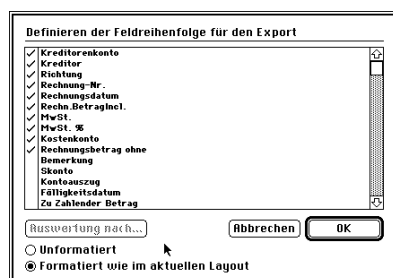 Definieren der Feldreihenfolge für den Export
Kreditorenkonto
Kreditor
Richtung
Rechnung-Nr.
Rechnungsdatum
Rechn.BetragIncl.
MwSt.
MwSt. %
Kostenkonto
Rechnungsbetrag ohne
Bemerkung
Skonto
Kontoauszug
Fälligkeitsdatum
Zu Zahlender Betrag
Auswertung nach...
Abbrechen
OK
Unformatiert
Formatiert wie im aktuellen Layout